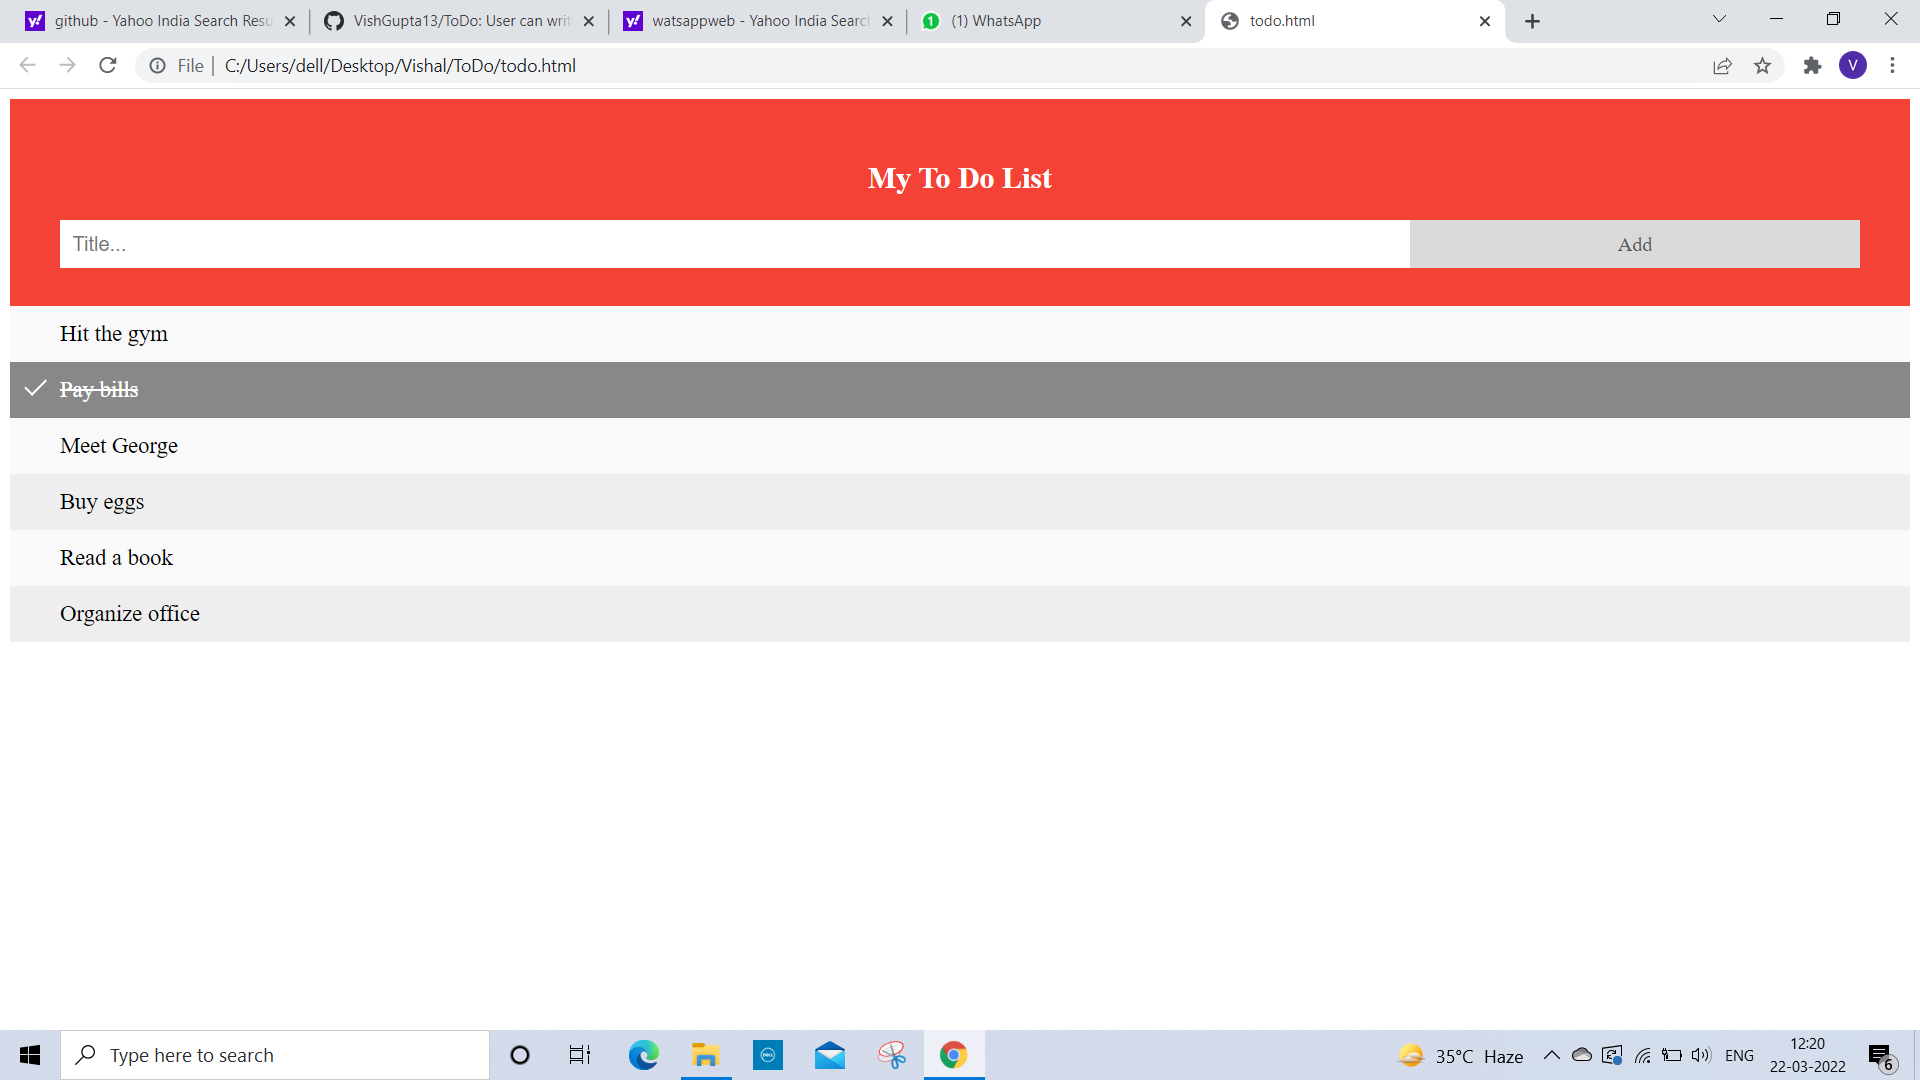 github - Yahoo India Search Resu
VishGupta13/ToDo: User can writ
watsappweb - Yahoo India Search
(1) WhatsApp
todo.html
File | C:/Users/dell/Desktop/Vishal/ToDo/todo.html
V
My To Do List
Title...
Add
Hit the gym
Pay bills
Meet George
Buy eggs
Read a book
Organize office
Type here to search
35°C Haze
ENG
12:20
22-03-2022
6